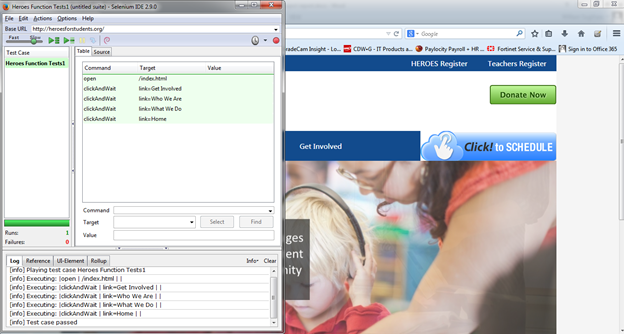 Heroes Function Tests1 (untitled suite) - Selenium IDE 2.9.0
File Edit Actions Options Help
Base URL http://heroesforstudents.org/
Fast Slow
Test Case
Heroes Function Tests1
Table Source
Command Target Value
open /index.html
clickAndWait link=Get Involved
clickAndWait link=Who We Are
clickAndWait link=What We Do
clickAndWait link=Home
Command
Target Select Find
Value
Runs: 1
Failures: 0
Log Reference UI-Element Rollup Info Clear
[info] Playing test case Heroes Function Tests1
[info] Executing: |open | /index.html | |
[info] Executing: |clickAndWait | link=Get Involved | |
[info] Executing: |clickAndWait | link=Who We Are | |
[info] Executing: |clickAndWait | link=What We Do | |
[info] Executing: |clickAndWait | link=Home | |
[info] Test case passed
Google
radeCam Insight - Lo... CDW•G - IT Products a... Paylocity Payroll + HR ... Fortinet Service & Sup... Sign in to Office 365
HEROES Register Teachers Register
Donate Now
Get Involved
Click! to SCHEDULE
ges
ent
nity